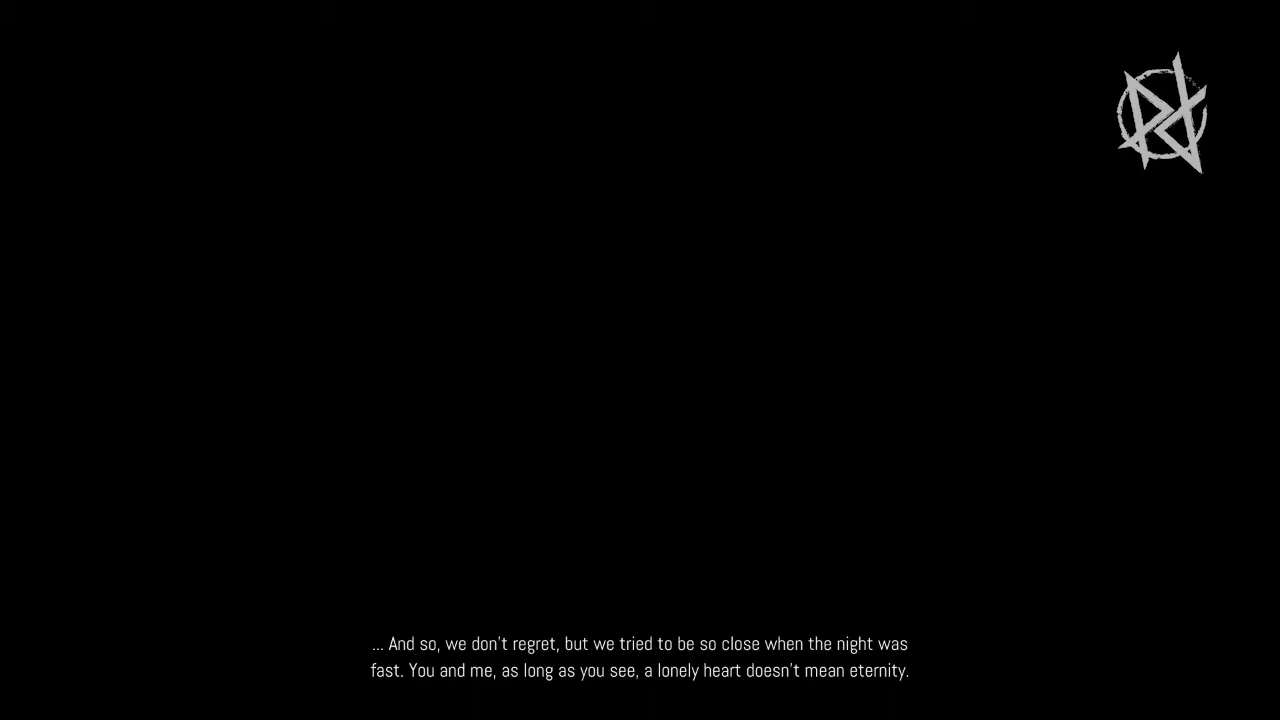 ... And so, we don't regret, but we tried to be so close when the night was
fast. You and me, as long as you see, a lonely heart doesn't mean eternity.